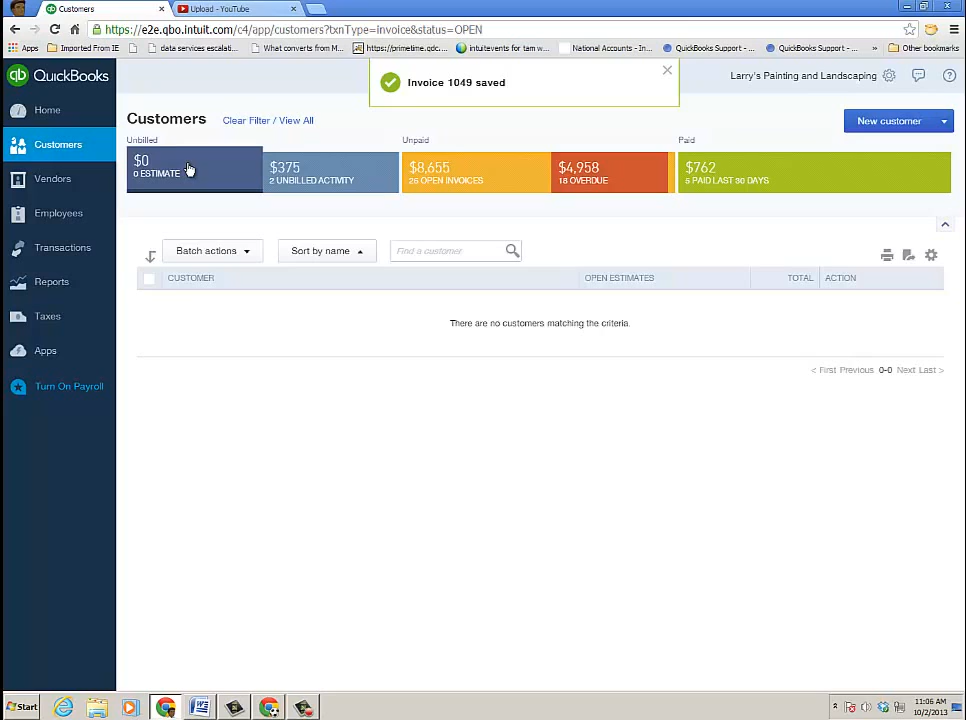 Customers
Upload - YouTube
https://e2e.qbo.intuit.com/c4/app/customers?txnType=invoice&status=OPEN
Apps
Imported From IE
data services escalati...
What converts from M...
https://primetime.qdc....
intuitevents for tam w...
National Accounts - In...
QuickBooks Support - ...
QuickBooks Support - ...
»
Other bookmarks
qb QuickBooks
Invoice 1049 saved
Larry's Painting and Landscaping
Home
Customers
Vendors
Employees
Transactions
Reports
Taxes
Apps
Turn On Payroll
Customers
Clear Filter / View All
New customer
Unbilled
Unpaid
Paid
$0
0 ESTIMATE
$375
2 UNBILLED ACTIVITY
$8,655
26 OPEN INVOICES
$4,958
18 OVERDUE
$762
5 PAID LAST 30 DAYS
Batch actions
Sort by name
Find a customer
CUSTOMER
OPEN ESTIMATES
TOTAL
ACTION
There are no customers matching the criteria.
< First Previous 0-0 Next Last >
Start
11:06 AM
10/2/2013